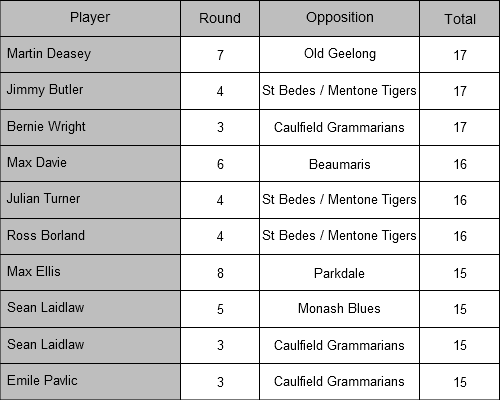 Player Round Opposition Total
Martin Deasey 7 Old Geelong 17
Jimmy Butler 4 St Bedes / Mentone Tigers 17
Bernie Wright 3 Caulfield Grammarians 17
Max Davie 6 Beaumaris 16
Julian Turner 4 St Bedes / Mentone Tigers 16
Ross Borland 4 St Bedes / Mentone Tigers 16
Max Ellis 8 Parkdale 15
Sean Laidlaw 5 Monash Blues 15
Sean Laidlaw 3 Caulfield Grammarians 15
Emile Pavlic 3 Caulfield Grammarians 15